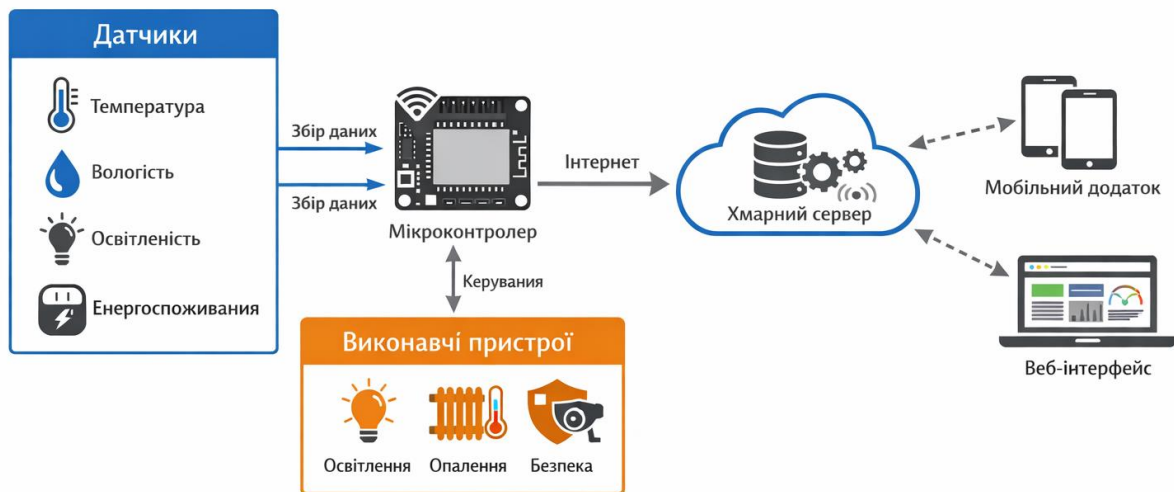 Датчики
Температура
Вологість
Освітленість
Енергоспоживання
Збір даних
Збір даних
Мікроконтролер
Керування
Інтернет
Хмарний сервер
Мобільний додаток
Веб-інтерфейс
Виконавчі пристрої
Освітлення
Опалення
Безпека